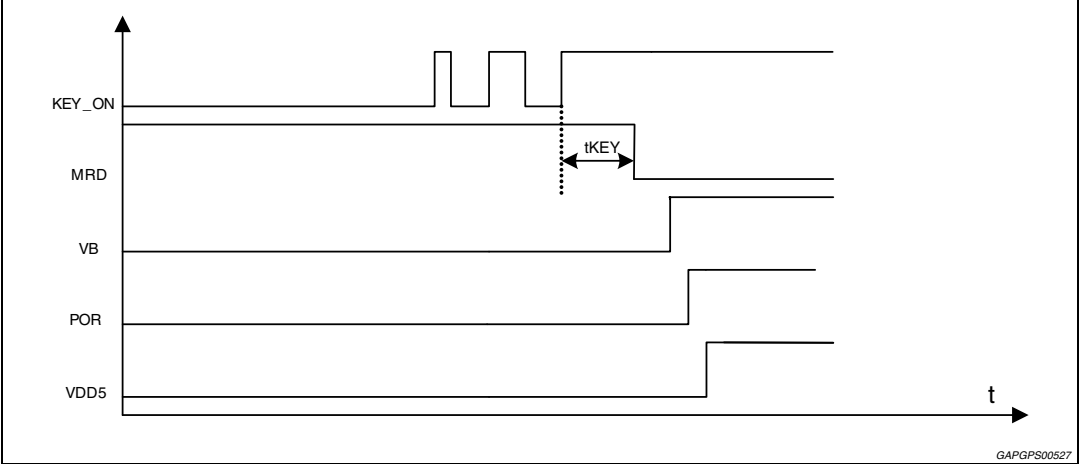 KEY_ON
tKEY
MRD
VB
POR
VDD5
t
GAPGPS00527